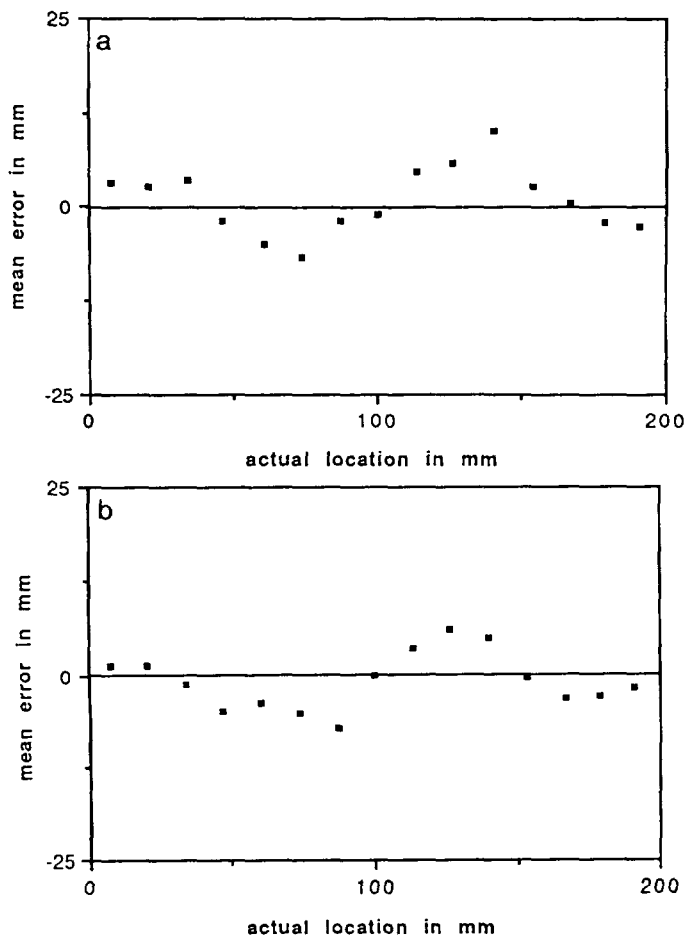 25
a
mean error in mm
0
-25
0 100 200
actual location in mm
25
b
mean error in mm
0
-25
0 100 200
actual location in mm